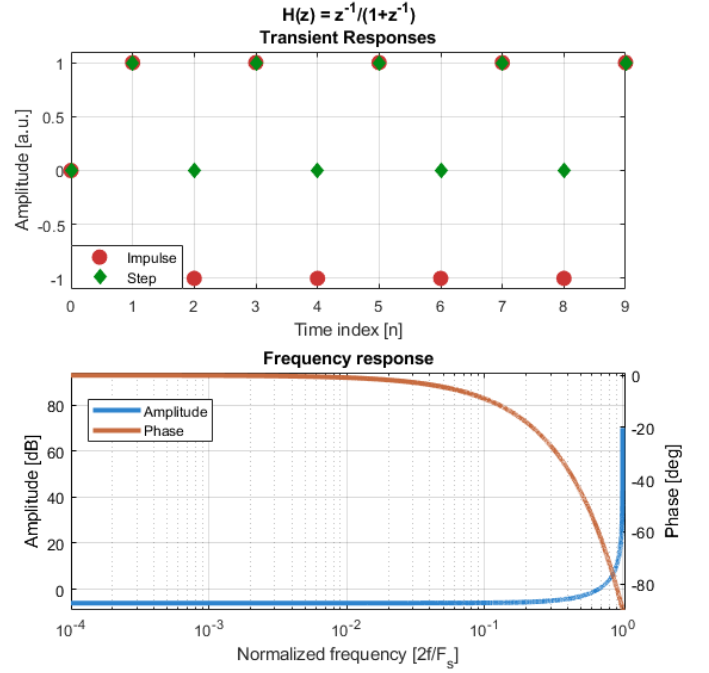 H(z) = z^-1/(1+z^-1)
Transient Responses
Amplitude [a.u.]
1
0.5
0
-0.5
-1
Impulse
Step
0 1 2 3 4 5 6 7 8 9
Time index [n]
Frequency response
Amplitude [dB]
80
60
40
20
0
Amplitude
Phase
0
-20
-40
-60
-80
Phase [deg]
10^-4 10^-3 10^-2 10^-1 10^0
Normalized frequency [2f/F_s]